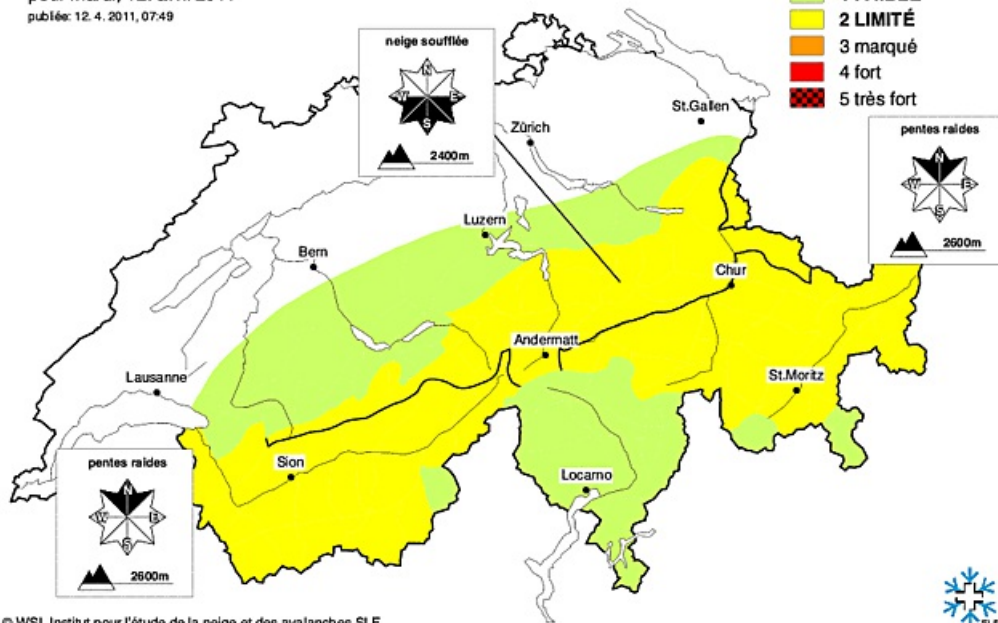 publiée: 12. 4. 2011, 07:49
2 LIMITÉ
3 marqué
4 fort
5 très fort
neige soufflée
N
W E
S
2400m
St.Gallen
Zürich
pentes raides
N
W E
S
2600m
Luzern
Bern
Chur
Andermatt
Lausanne
St.Moritz
Sion
Locarno
pentes raides
N
W E
S
2600m
© WSL Institut pour l'étude de la neige et des avalanches SLF
SLF